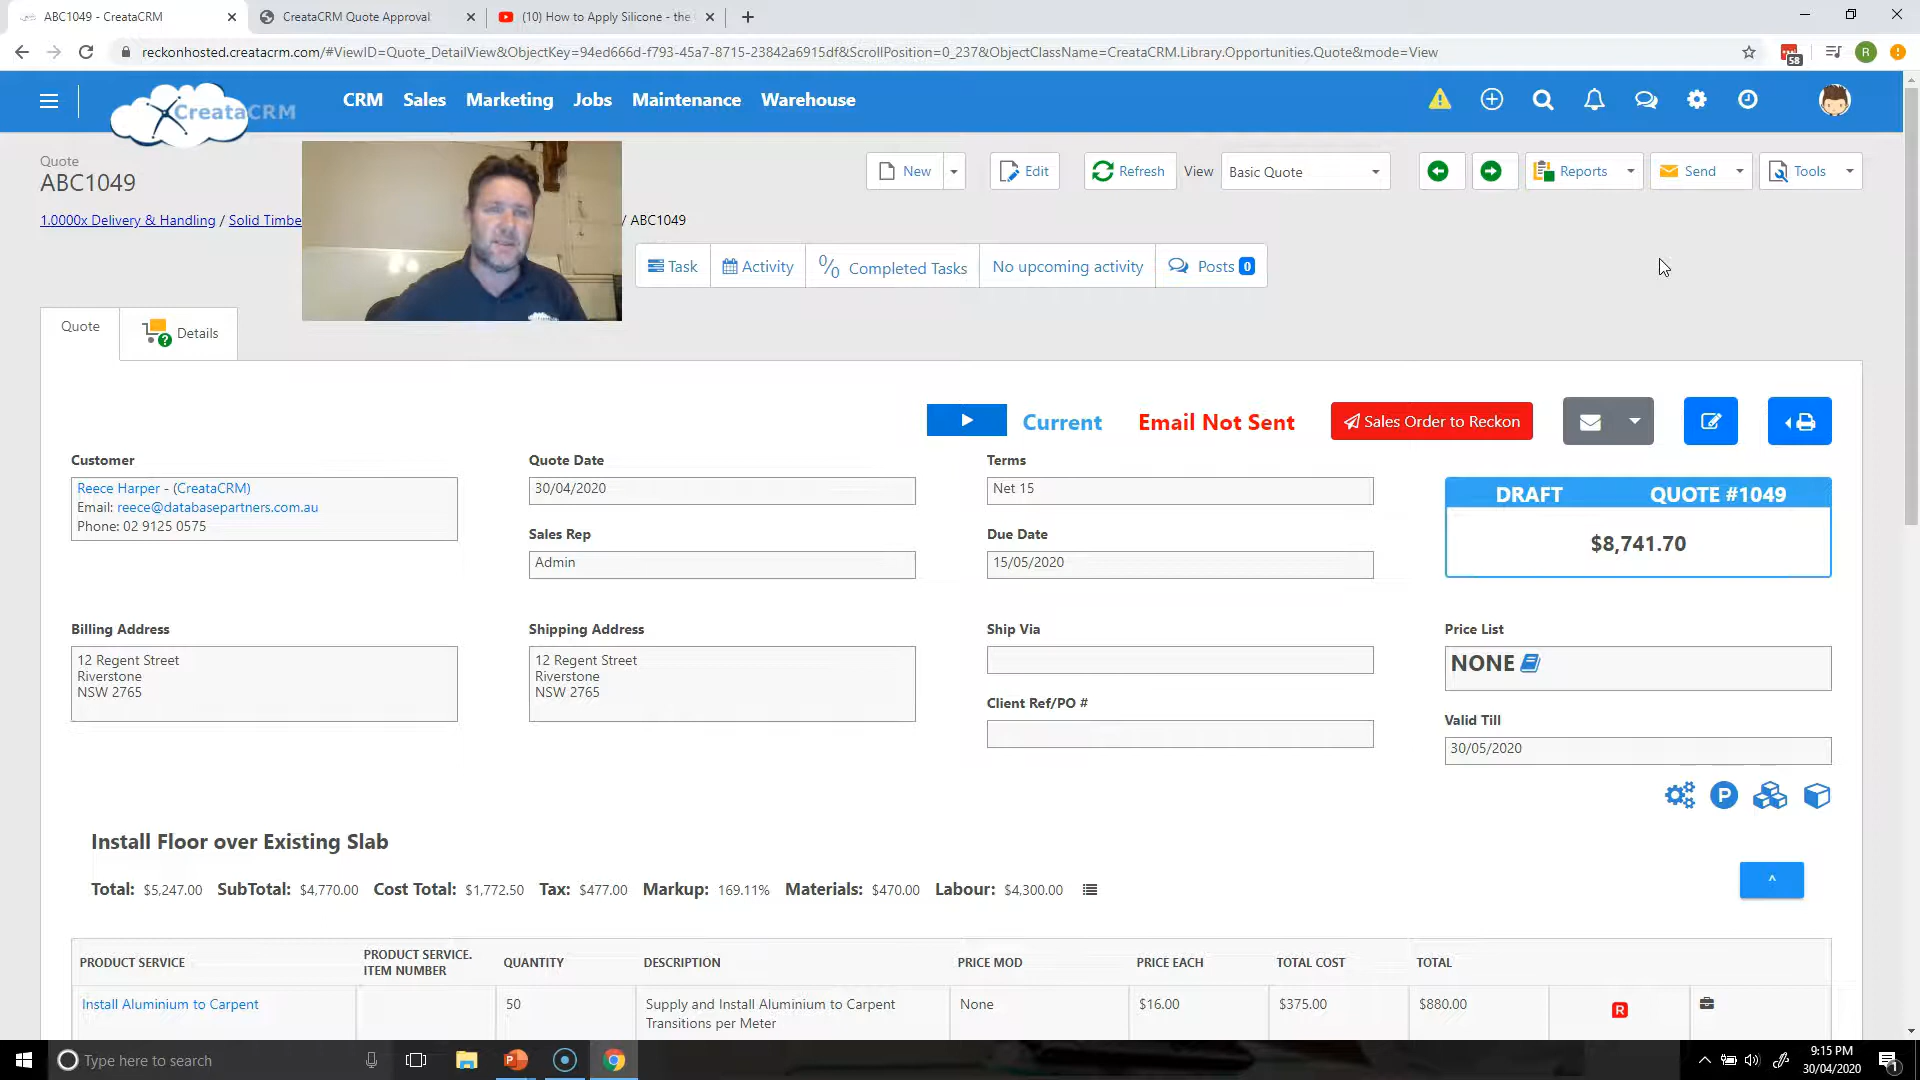 ABC1049 - CreataCRM
CreataCRM Quote Approval
(10) How to Apply Silicone - the
reckonhosted.creatacrm.com/#ViewID=Quote_DetailView&ObjectKey=94ed666d-f793-45a7-8715-23842a6915df&ScrollPosition=0_237&ObjectClassName=CreataCRM.Library.Opportunities.Quote&mode=View
58
R
CreataCRM
CRM Sales Marketing Jobs Maintenance Warehouse
Quote
ABC1049
New Edit Refresh View Basic Quote Reports Send Tools
1.0000x Delivery & Handling / Solid Timbe / ABC1049
Task Activity Completed Tasks No upcoming activity Posts 0
Quote Details
Current Email Not Sent Sales Order to Reckon
Customer
Reece Harper - (CreataCRM)
Email: reece@databasepartners.com.au
Phone: 02 9125 0575
Quote Date
30/04/2020
Sales Rep
Admin
Terms
Net 15
Due Date
15/05/2020
DRAFT QUOTE #1049
$8,741.70
Billing Address
12 Regent Street
Riverstone
NSW 2765
Shipping Address
12 Regent Street
Riverstone
NSW 2765
Ship Via
Client Ref/PO #
Price List
NONE
Valid Till
30/05/2020
P
Install Floor over Existing Slab
Total: $5,247.00 SubTotal: $4,770.00 Cost Total: $1,772.50 Tax: $477.00 Markup: 169.11% Materials: $470.00 Labour: $4,300.00
^
PRODUCT SERVICE PRODUCT SERVICE. ITEM NUMBER QUANTITY DESCRIPTION PRICE MOD PRICE EACH TOTAL COST TOTAL
Install Aluminium to Carpent 50 Supply and Install Aluminium to Carpent None $16.00 $375.00 $880.00 R
Transitions per Meter
Type here to search
9:15 PM
30/04/2020
1